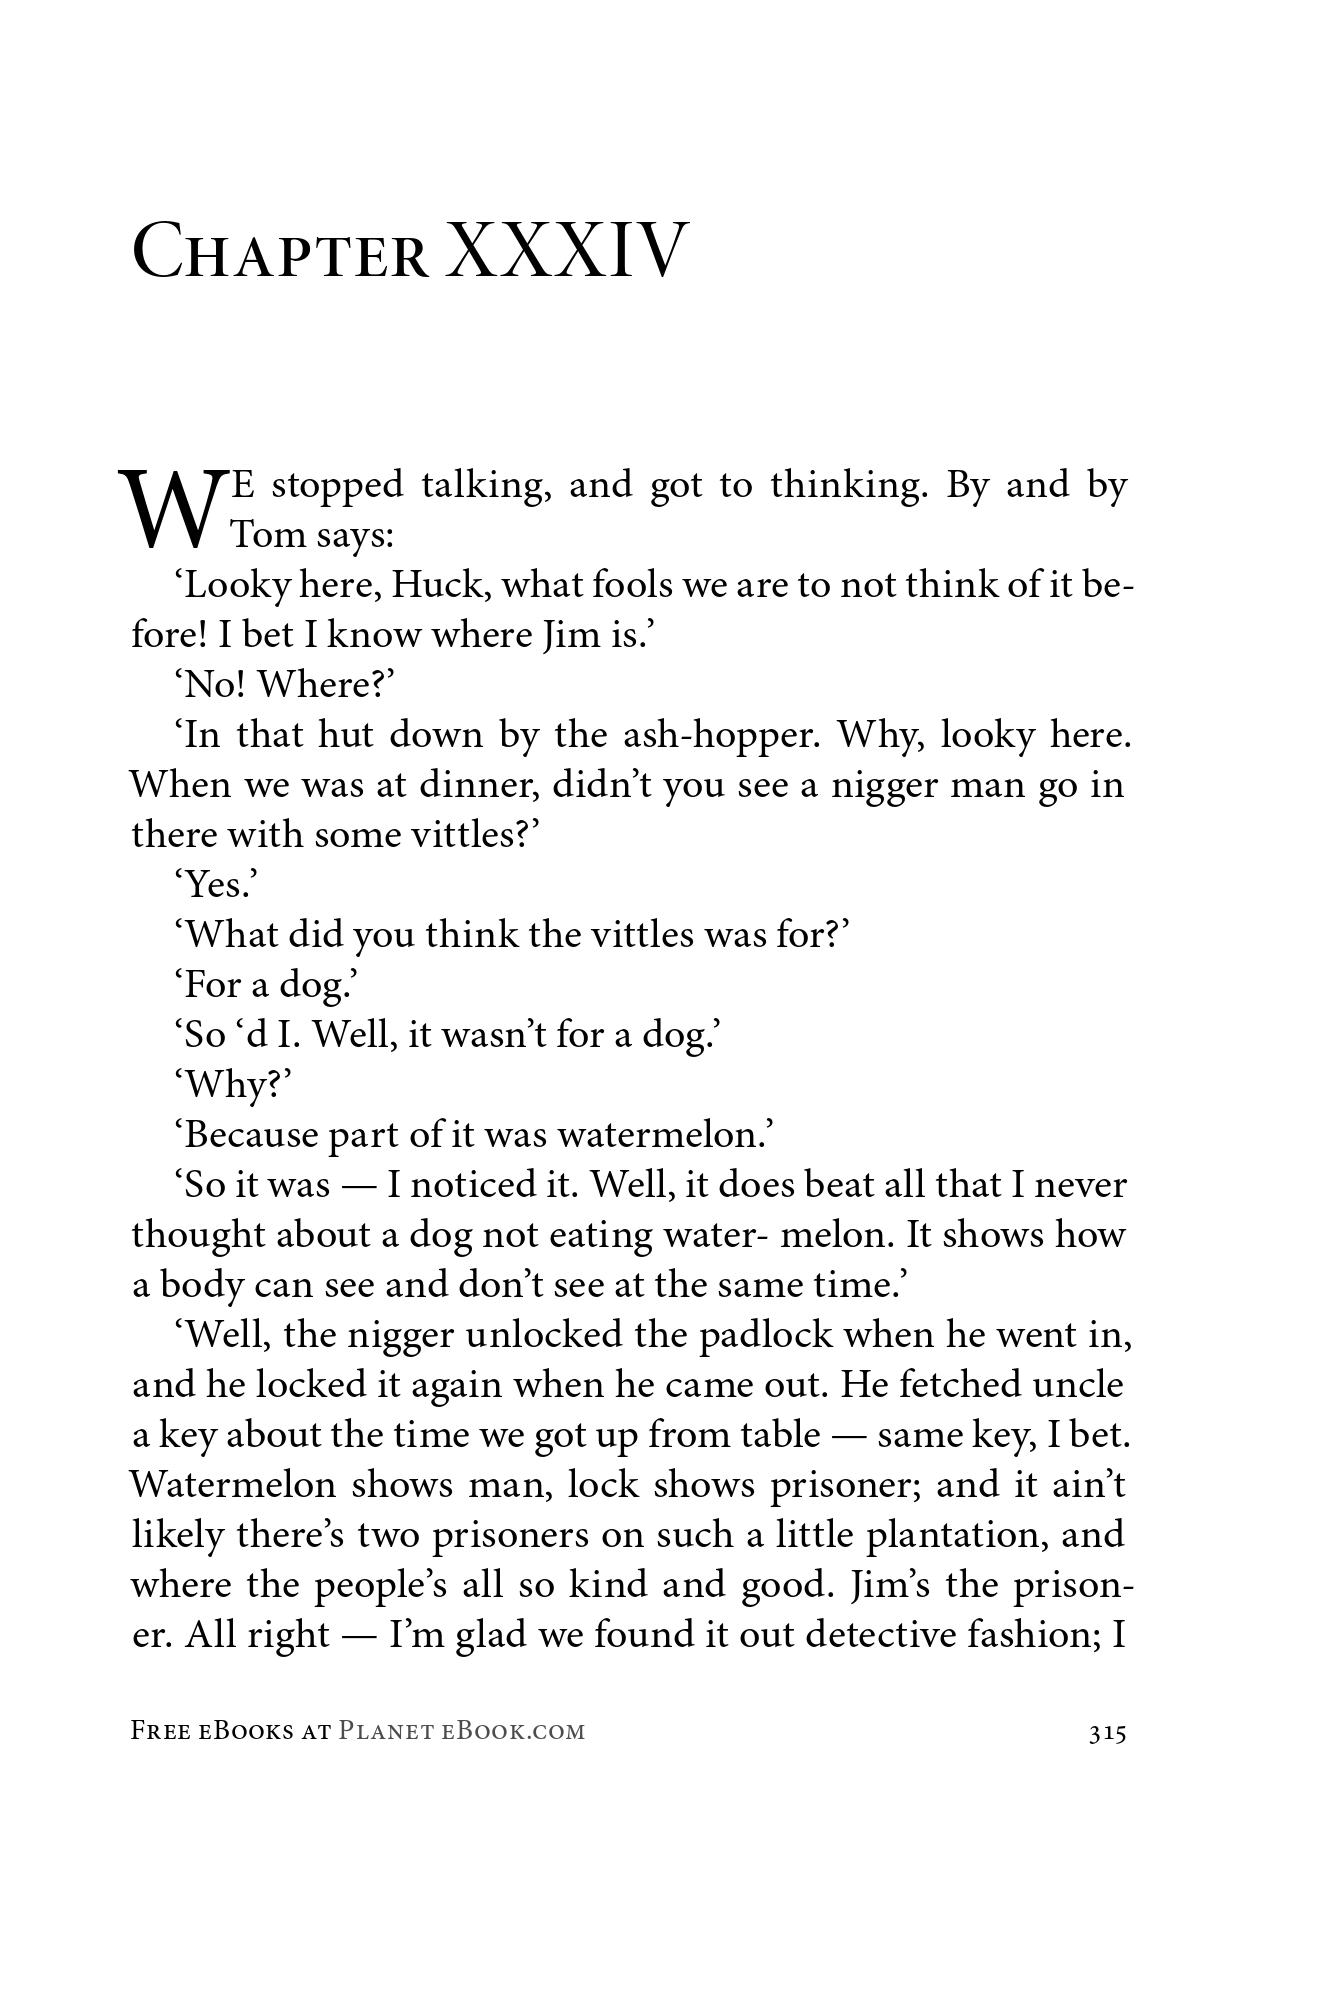 Chapter XXXIV
WE stopped talking, and got to thinking. By and by
Tom says:
‘Looky here, Huck, what fools we are to not think of it be-
fore! I bet I know where Jim is.’
‘No! Where?’
‘In that hut down by the ash-hopper. Why, looky here.
When we was at dinner, didn’t you see a nigger man go in
there with some vittles?’
‘Yes.’
‘What did you think the vittles was for?’
‘For a dog.’
‘So ‘d I. Well, it wasn’t for a dog.’
‘Why?’
‘Because part of it was watermelon.’
‘So it was — I noticed it. Well, it does beat all that I never
thought about a dog not eating water- melon. It shows how
a body can see and don’t see at the same time.’
‘Well, the nigger unlocked the padlock when he went in,
and he locked it again when he came out. He fetched uncle
a key about the time we got up from table — same key, I bet.
Watermelon shows man, lock shows prisoner; and it ain’t
likely there’s two prisoners on such a little plantation, and
where the people’s all so kind and good. Jim’s the prison-
er. All right — I’m glad we found it out detective fashion; I
Free eBooks at Planet eBook.com 315